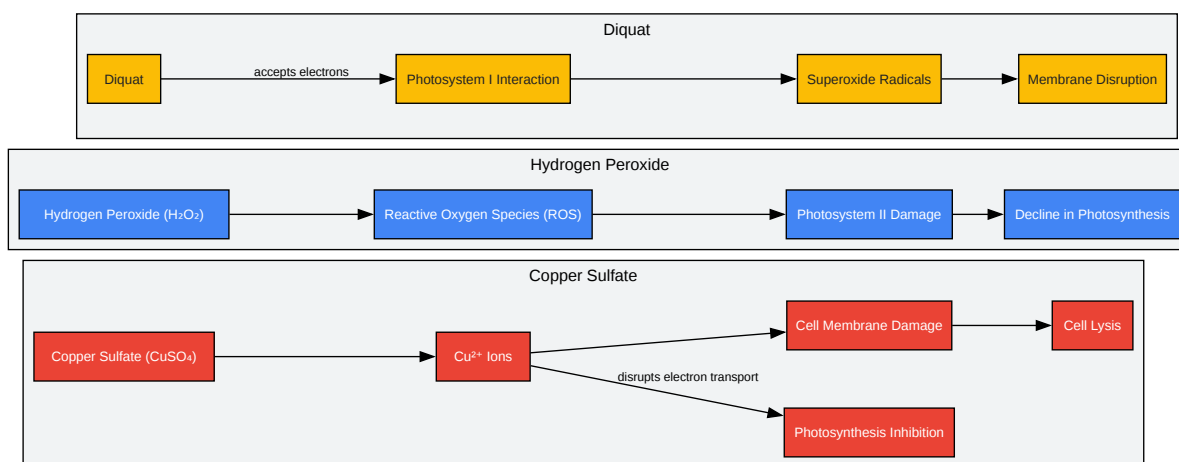 Diquat
Diquat
accepts electrons
Photosystem I Interaction
Superoxide Radicals
Membrane Disruption
Hydrogen Peroxide
Hydrogen Peroxide (H₂O₂)
Reactive Oxygen Species (ROS)
Photosystem II Damage
Decline in Photosynthesis
Copper Sulfate
Copper Sulfate (CuSO₄)
Cu²⁺ Ions
Cell Membrane Damage
Cell Lysis
disrupts electron transport
Photosynthesis Inhibition